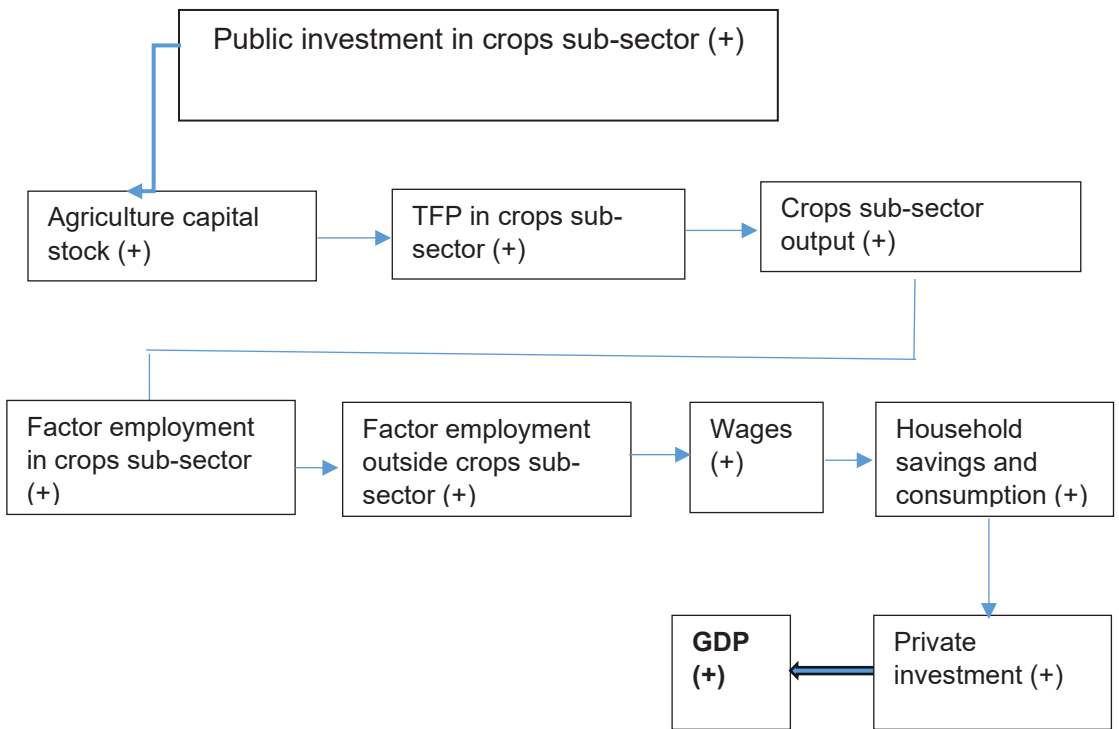 Public investment in crops sub-sector (+)
Agriculture capital
stock (+)
TFP in crops sub-
sector (+)
Crops sub-sector
output (+)
Factor employment
in crops sub-sector
(+)
Factor employment
outside crops sub-
sector (+)
Wages
(+)
Household
savings and
consumption (+)
GDP
(+)
Private
investment (+)